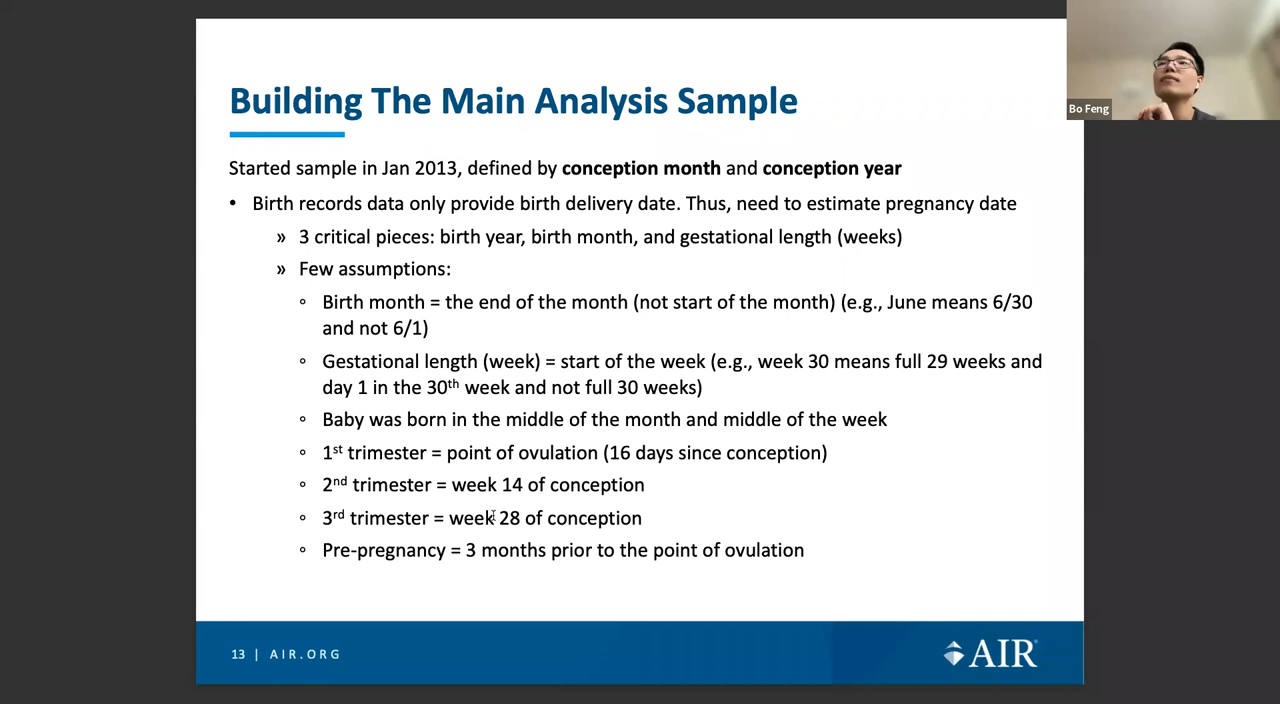 Building The Main Analysis Sample
Bo Feng
Started sample in Jan 2013, defined by conception month and conception year
• Birth records data only provide birth delivery date. Thus, need to estimate pregnancy date
» 3 critical pieces: birth year, birth month, and gestational length (weeks)
» Few assumptions:
◦ Birth month = the end of the month (not start of the month) (e.g., June means 6/30
and not 6/1)
◦ Gestational length (week) = start of the week (e.g., week 30 means full 29 weeks and
day 1 in the 30th week and not full 30 weeks)
◦ Baby was born in the middle of the month and middle of the week
◦ 1st trimester = point of ovulation (16 days since conception)
◦ 2nd trimester = week 14 of conception
◦ 3rd trimester = week 28 of conception
◦ Pre-pregnancy = 3 months prior to the point of ovulation
13 | AIR.ORG
AIR®